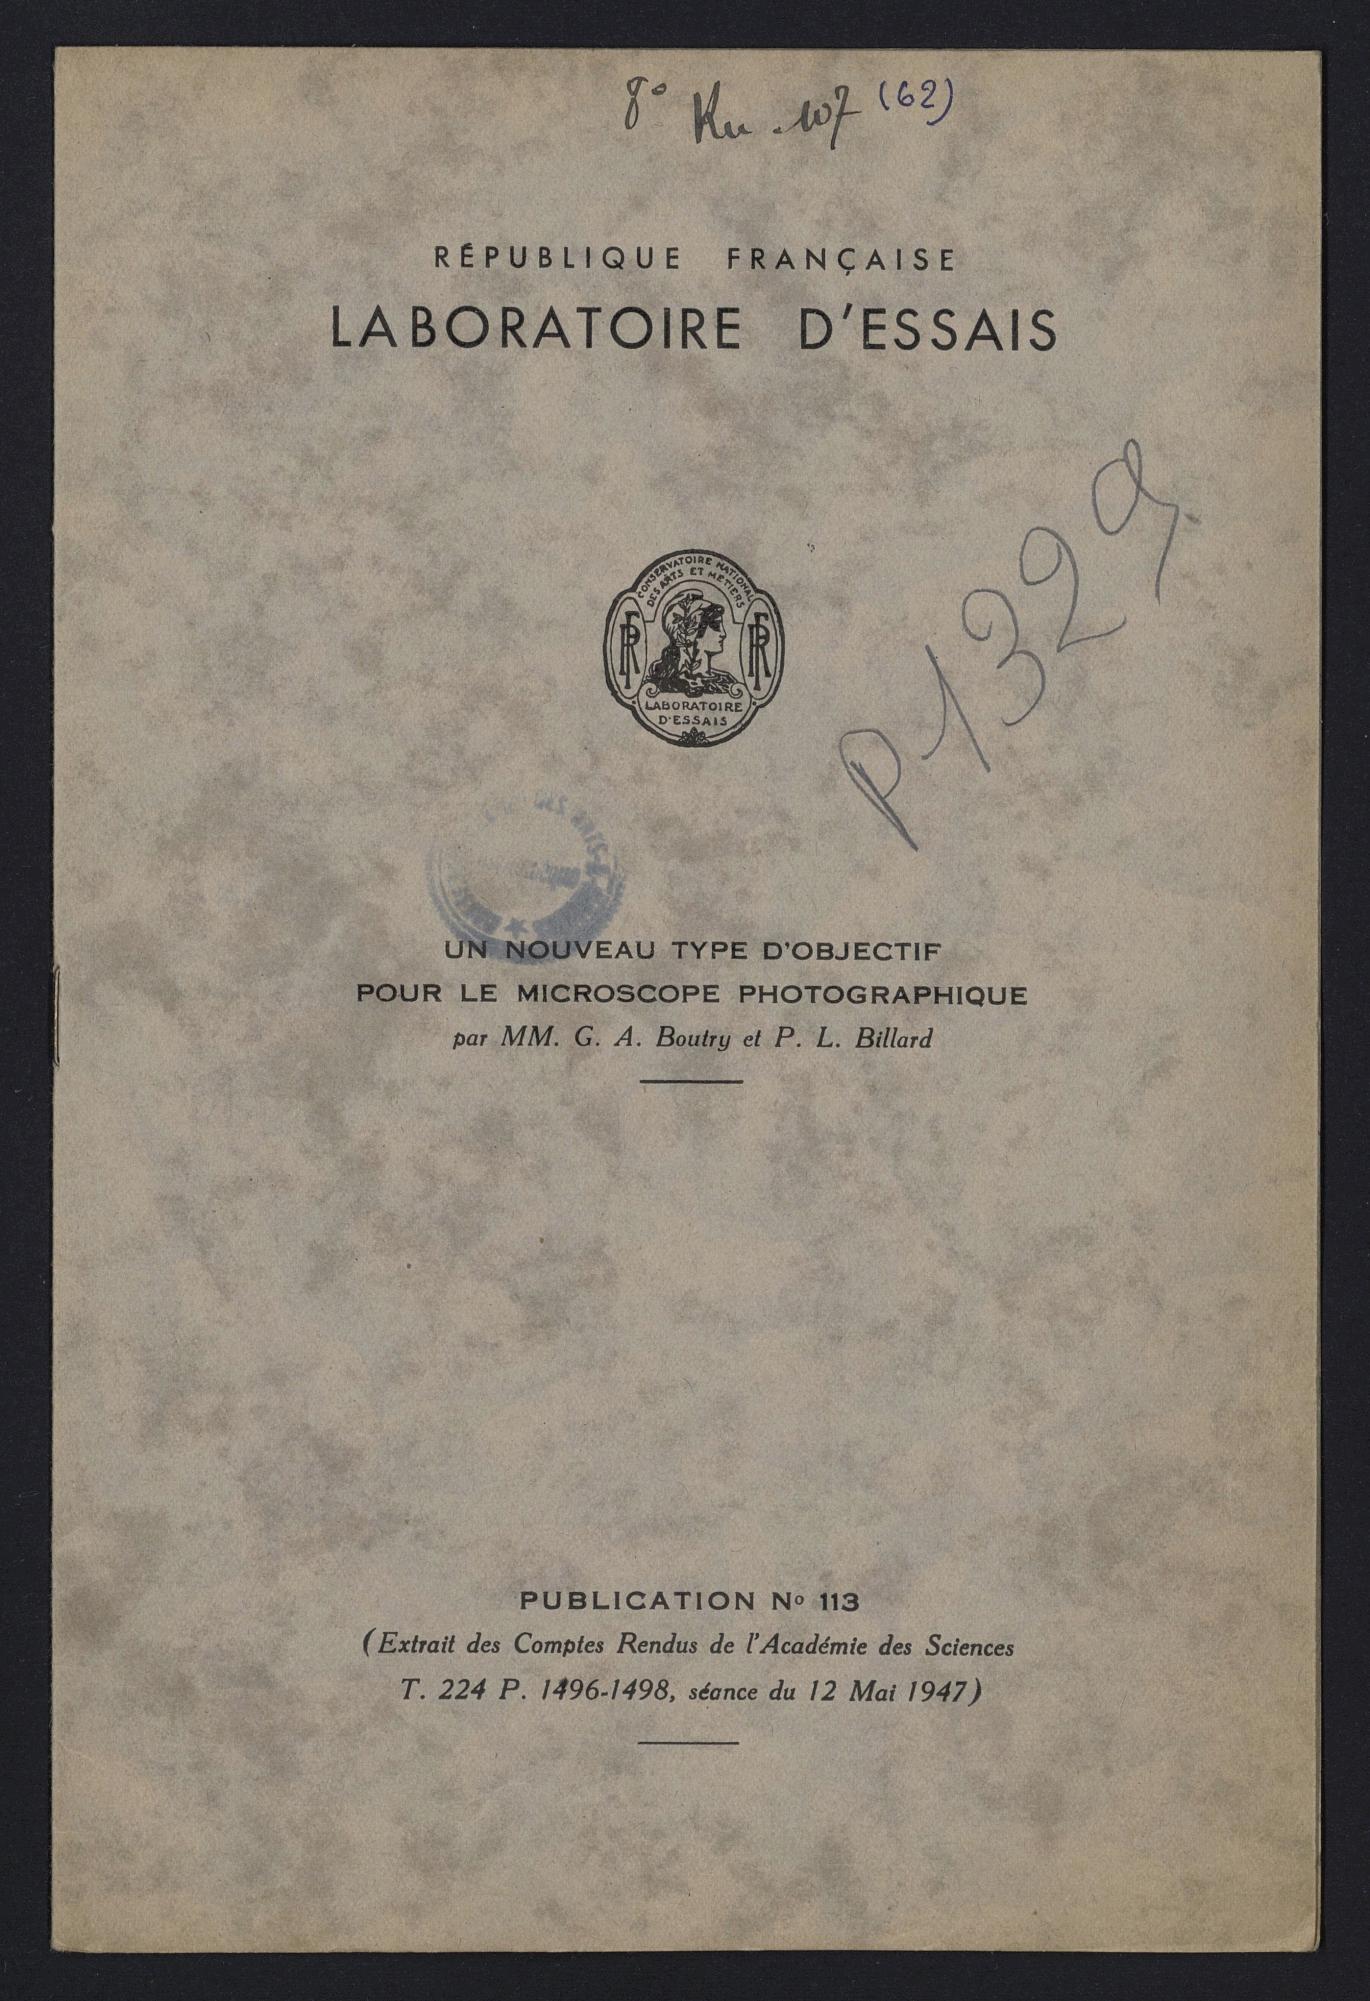 8° Ku. 107 (62)
RÉPUBLIQUE FRANÇAISE
LABORATOIRE D'ESSAIS
CONSERVATOIRE NATIONAL
DES ARTS ET METIERS
RF RF
LABORATOIRE
D'ESSAIS
P1329
UN NOUVEAU TYPE D'OBJECTIF
POUR LE MICROSCOPE PHOTOGRAPHIQUE
par MM. G. A. Boutry et P. L. Billard
PUBLICATION Nº 113
(Extrait des Comptes Rendus de l'Académie des Sciences
T. 224 P. 1496-1498, séance du 12 Mai 1947)